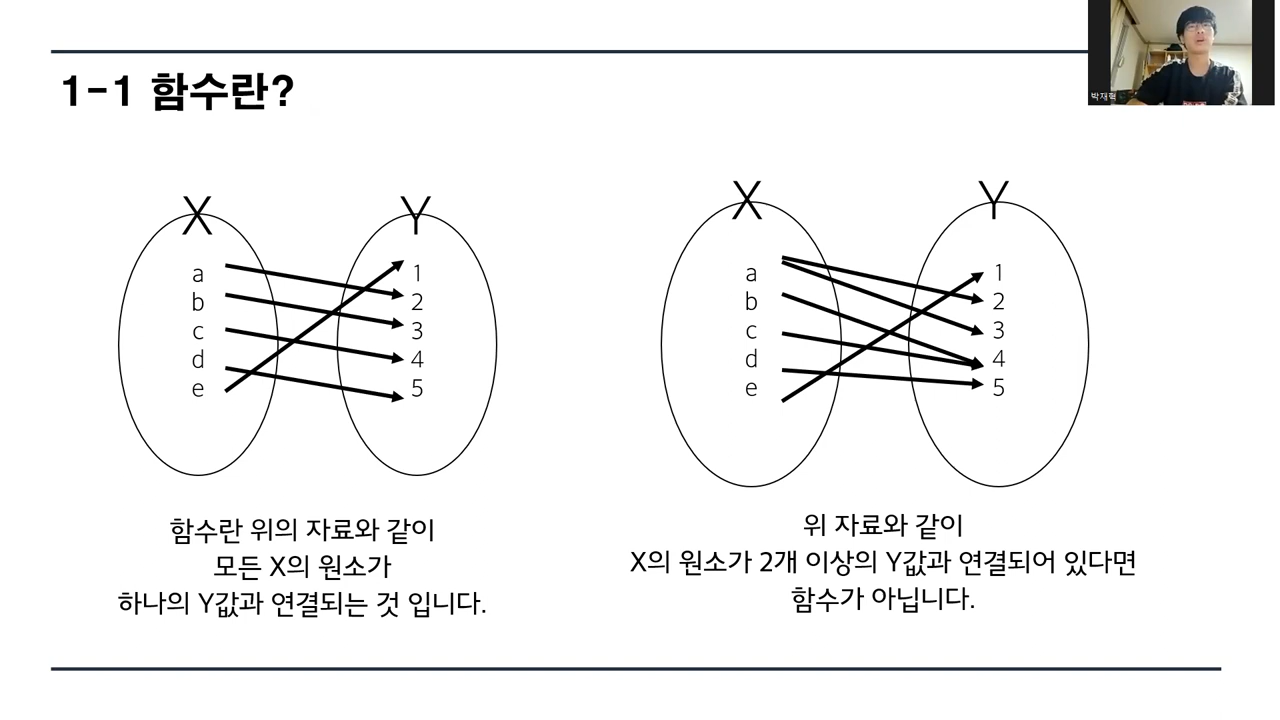 1-1 함수란?
박재혁
X
Y
a
b
c
d
e
1
2
3
4
5
X
Y
a
b
c
d
e
1
2
3
4
5
함수란 위의 자료와 같이
모든 X의 원소가
하나의 Y값과 연결되는 것 입니다.
위 자료와 같이
X의 원소가 2개 이상의 Y값과 연결되어 있다면
함수가 아닙니다.